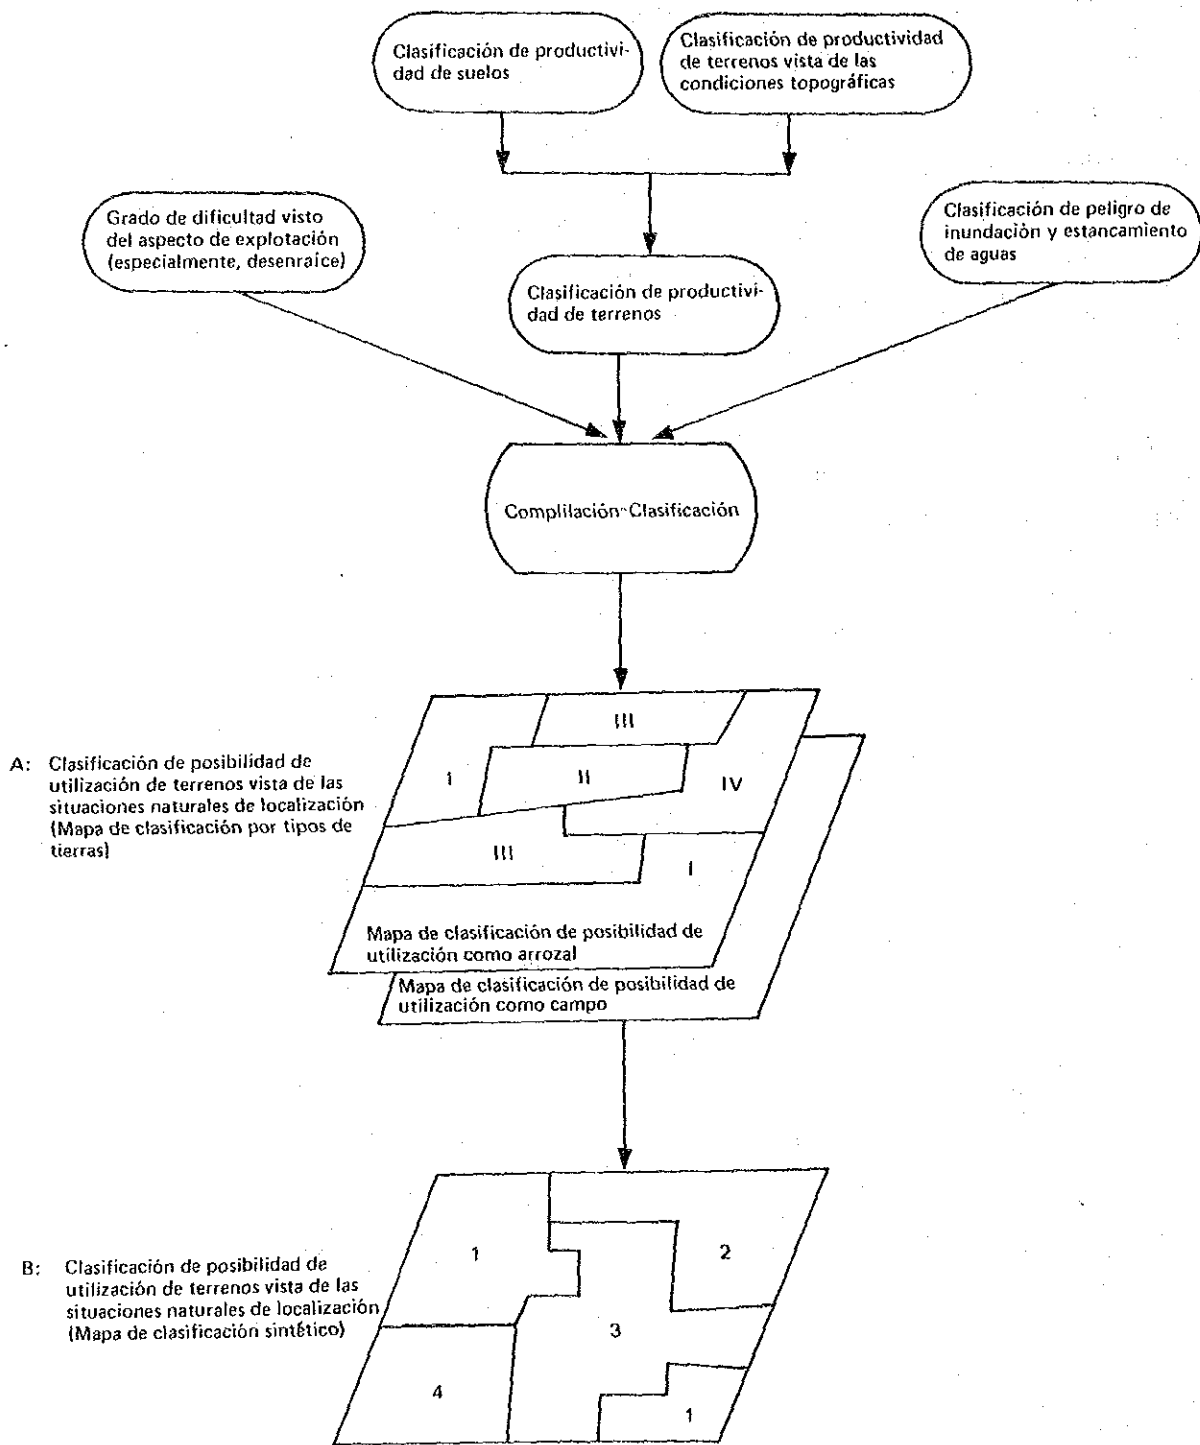 Clasificación de productivi-
dad de suelos
Clasificación de productividad
de terrenos vista de las
condiciones topográficas
Grado de dificultad visto
del aspecto de explotación
(especialmente, desenraice)
Clasificación de peligro de
inundación y estancamiento
de aguas
Clasificación de productivi-
dad de terrenos
Complilación-Clasificación
A: Clasificación de posibilidad de
utilización de terrenos vista de las
situaciones naturales de localización
(Mapa de clasificación por tipos de
tierras)
III
I
II
IV
III
I
Mapa de clasificación de posibilidad de
utilización como arrozal
Mapa de clasificación de posibilidad de
utilización como campo
B: Clasificación de posibilidad de
utilización de terrenos vista de las
situaciones naturales de localización
(Mapa de clasificación sintético)
1
2
3
4
1